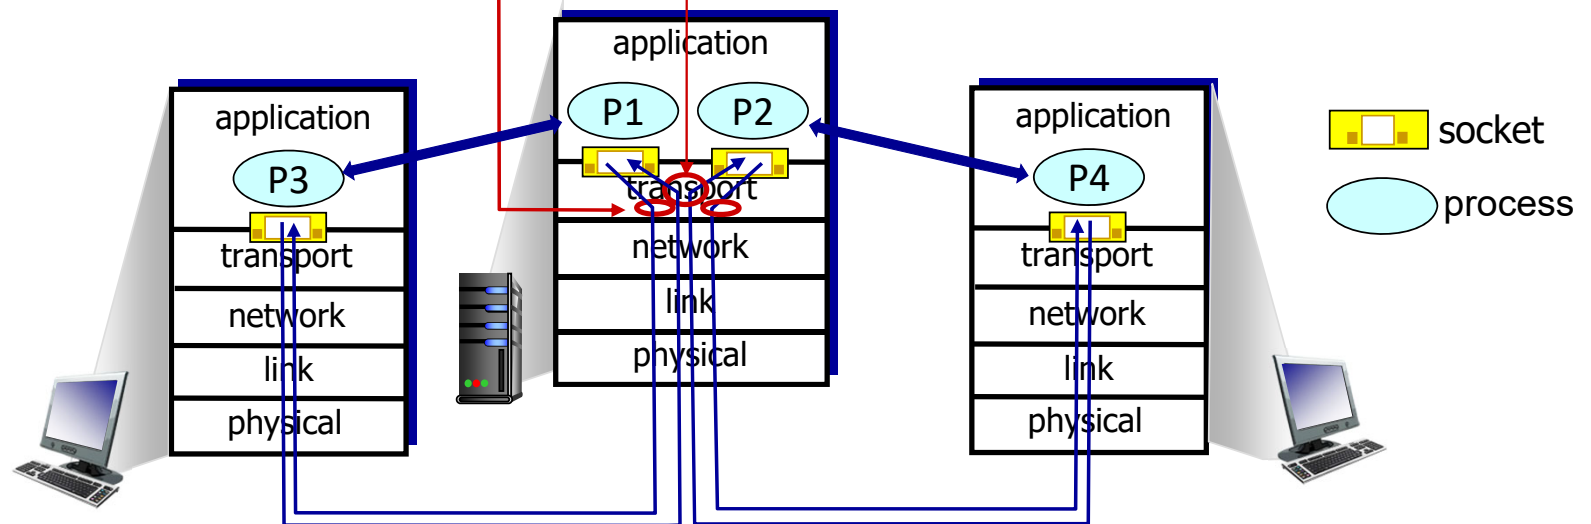 application
P1
P2
transport
network
link
physical
application
P3
transport
network
link
physical
application
P4
transport
network
link
physical
socket
process